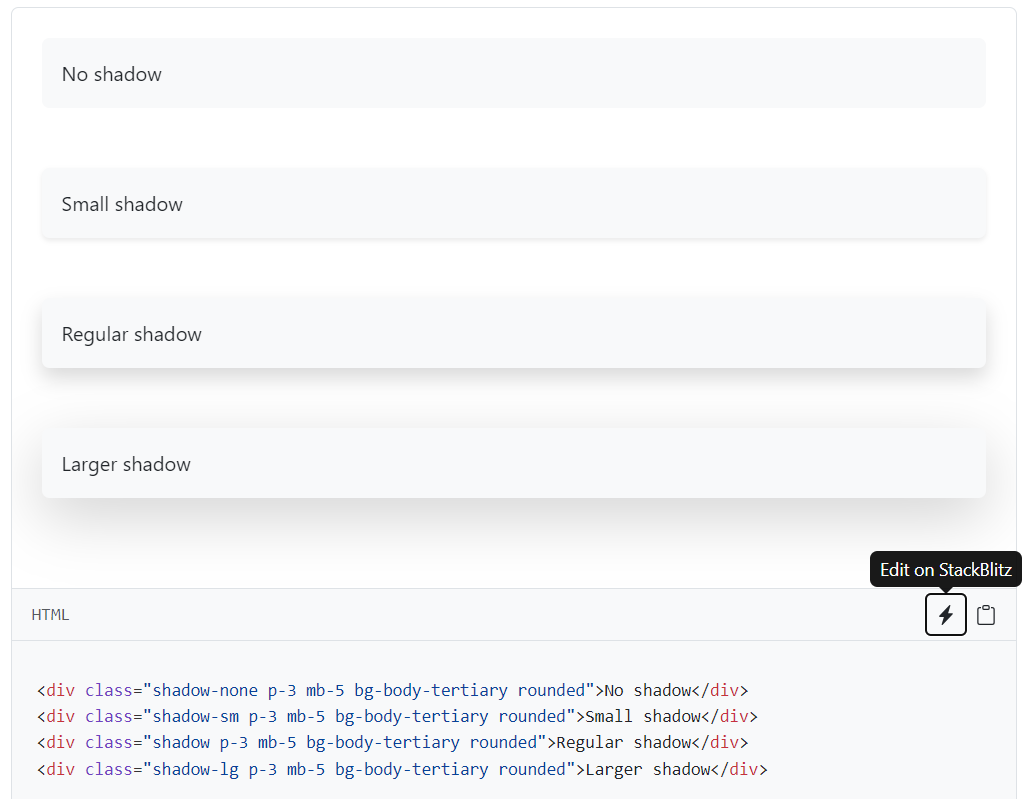 No shadow
Small shadow
Regular shadow
Larger shadow
Edit on StackBlitz
HTML
<div class="shadow-none p-3 mb-5 bg-body-tertiary rounded">No shadow</div>
<div class="shadow-sm p-3 mb-5 bg-body-tertiary rounded">Small shadow</div>
<div class="shadow p-3 mb-5 bg-body-tertiary rounded">Regular shadow</div>
<div class="shadow-lg p-3 mb-5 bg-body-tertiary rounded">Larger shadow</div>